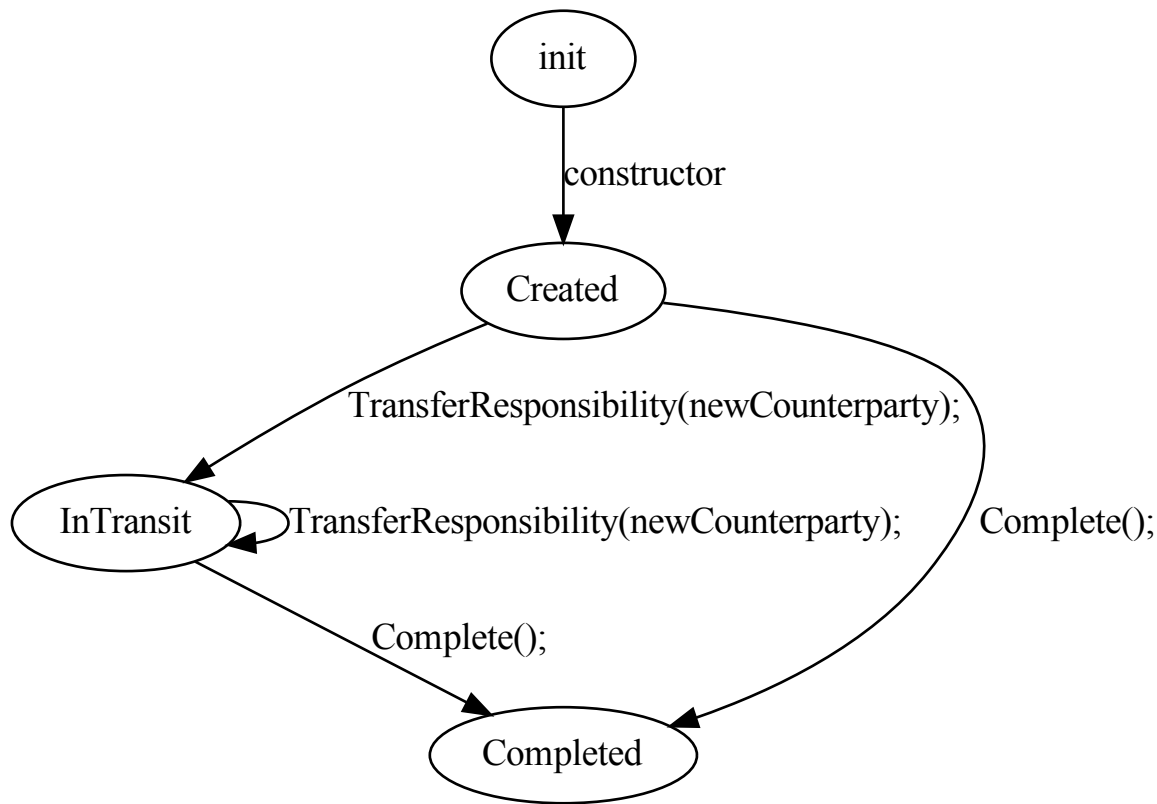 init
constructor
Created
TransferResponsibility(newCounterparty);
InTransit
TransferResponsibility(newCounterparty);
Complete();
Complete();
Completed